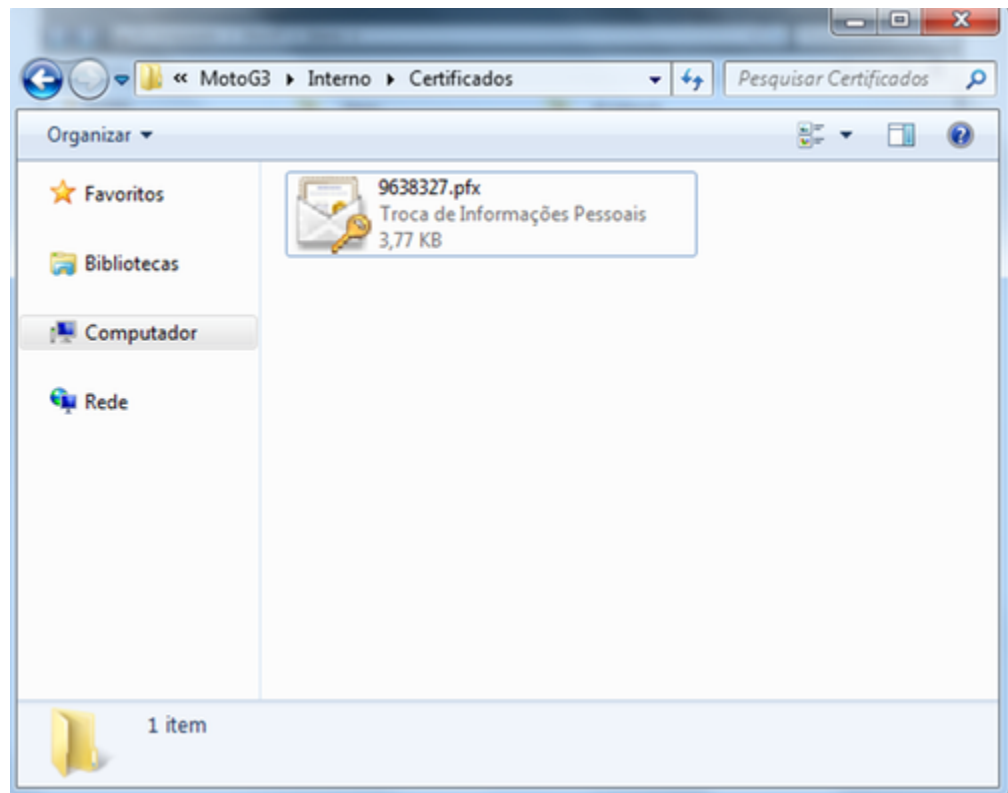 « MotoG3 Interno Certificados
Pesquisar Certificados
Organizar
Favoritos
Bibliotecas
Computador
Rede
9638327.pfx
Troca de Informações Pessoais
3,77 KB
1 item